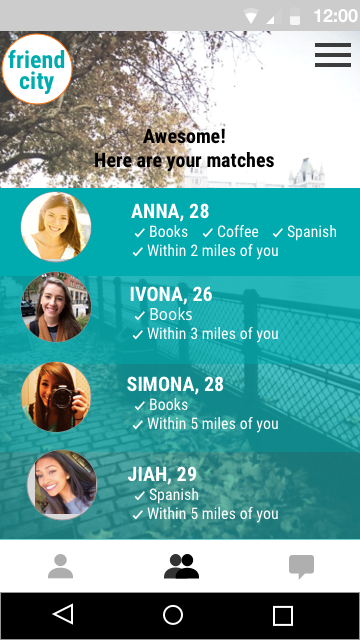 12:00
friend
city
Awesome!
Here are your matches
ANNA, 28
Books Coffee Spanish
Within 2 miles of you
IVONA, 26
Books
Within 3 miles of you
SIMONA, 28
Books
Within 5 miles of you
JIAH, 29
Spanish
Within 5 miles of you